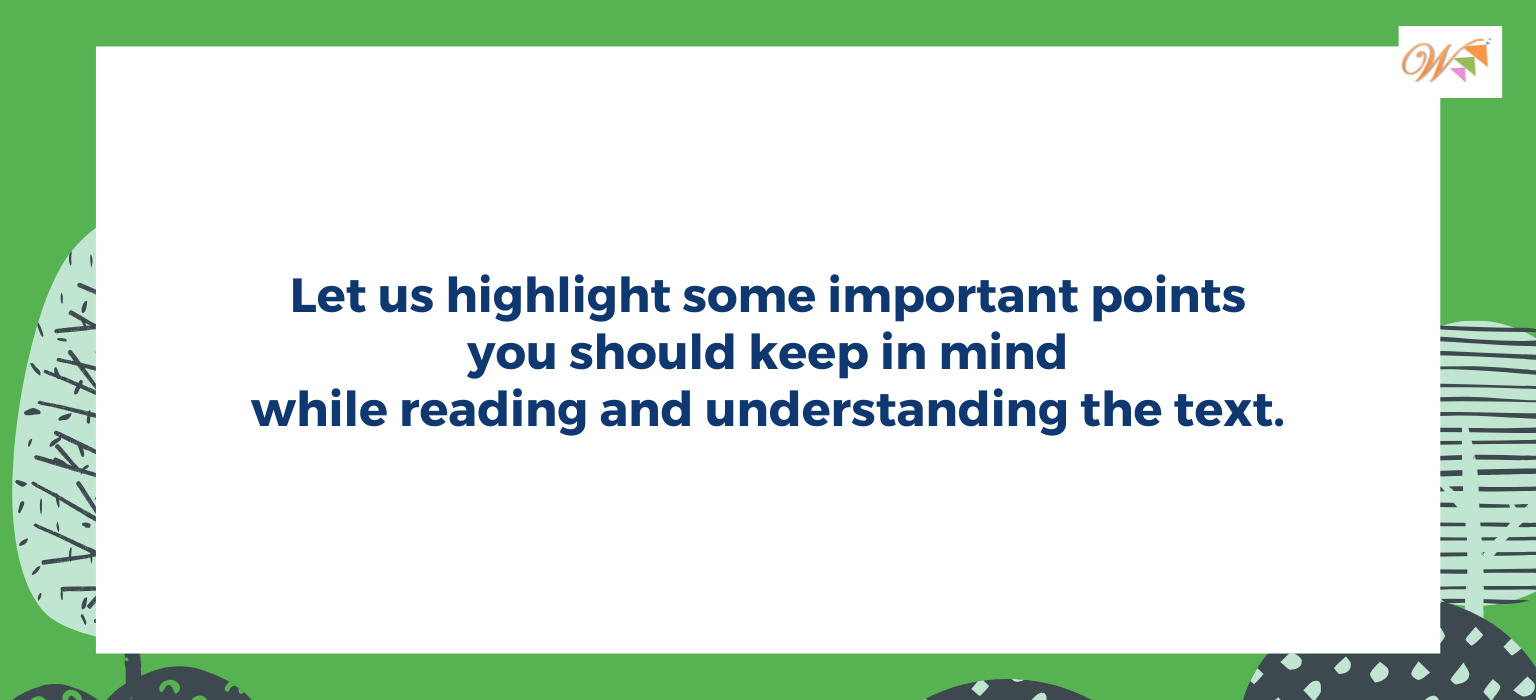 W
Let us highlight some important points
you should keep in mind
while reading and understanding the text.